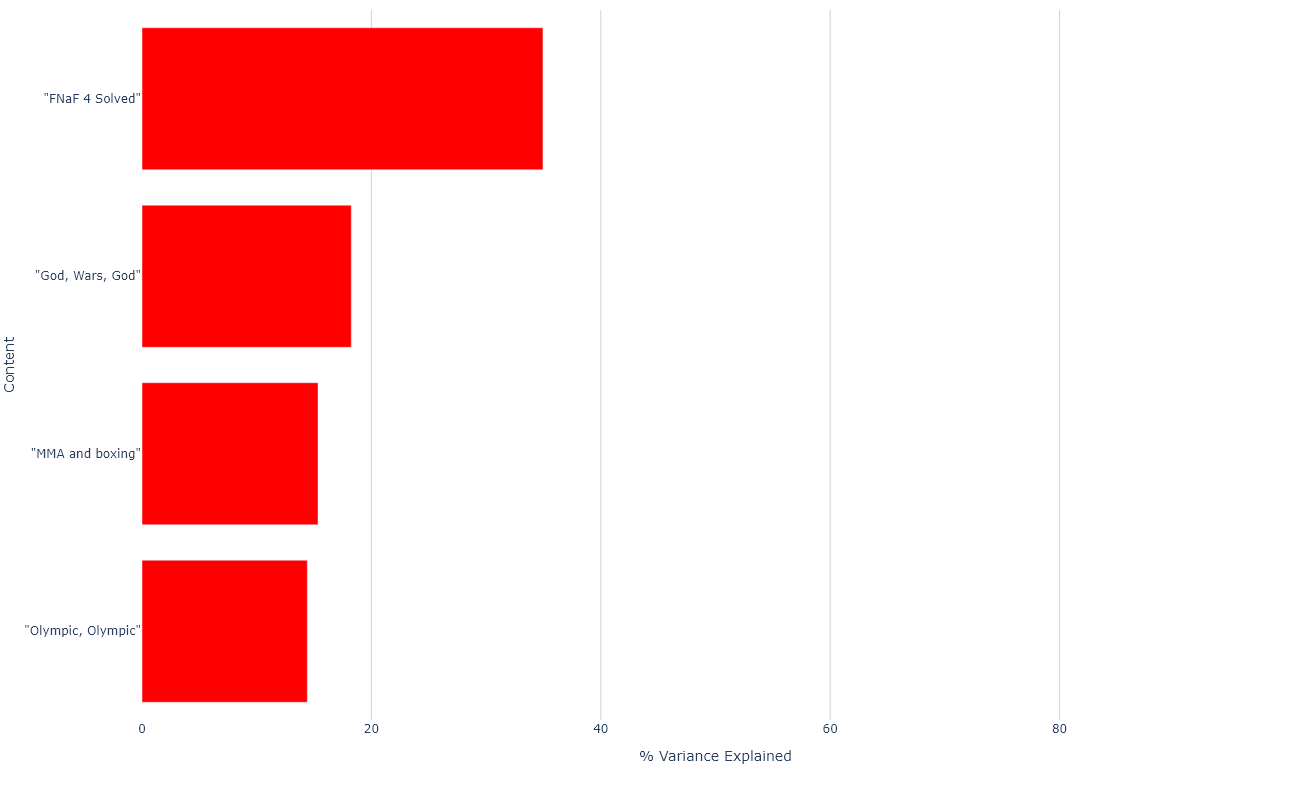 "FNaF 4 Solved"
"God, Wars, God"
"MMA and boxing"
"Olympic, Olympic"
Content
0 20 40 60 80
% Variance Explained